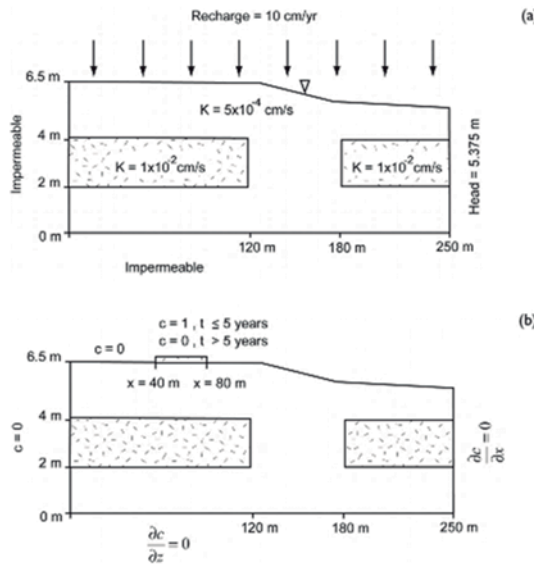 Recharge = 10 cm/yr
(a)
6.5 m
K = 5x10⁻⁴ cm/s
Impermeable
4 m
K = 1x10⁻² cm/s
K = 1x10⁻² cm/s
Head = 5.375 m
2 m
0 m
120 m
180 m
250 m
Impermeable
(b)
c = 1 , t ≤ 5 years
c = 0 , t > 5 years
6.5 m
c = 0
x = 40 m
x = 80 m
4 m
c = 0
∂c/∂x = 0
2 m
0 m
120 m
180 m
250 m
∂c/∂z = 0